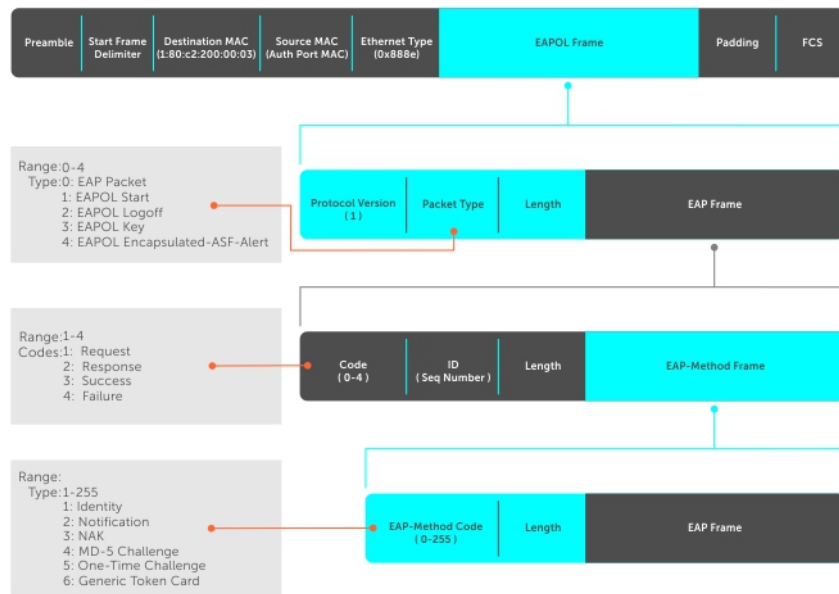 Preamble
Start Frame
Delimiter
Destination MAC
(1:80:c2:200:00:03)
Source MAC
(Auth Port MAC)
Ethernet Type
(0x888e)
EAPOL Frame
Padding
FCS
Range:0-4
Type:0: EAP Packet
1: EAPOL Start
2: EAPOL Logoff
3: EAPOL Key
4: EAPOL Encapsulated-ASF-Alert
Protocol Version
( 1 )
Packet Type
Length
EAP Frame
Range:1-4
Codes:1: Request
2: Response
3: Success
4: Failure
Code
( 0-4 )
ID
( Seq Number )
Length
EAP-Method Frame
Range:
Type:1-255
1: Identity
2: Notification
3: NAK
4: MD-5 Challenge
5: One-Time Challenge
6: Generic Token Card
EAP-Method Code
( 0-255 )
Length
EAP Frame